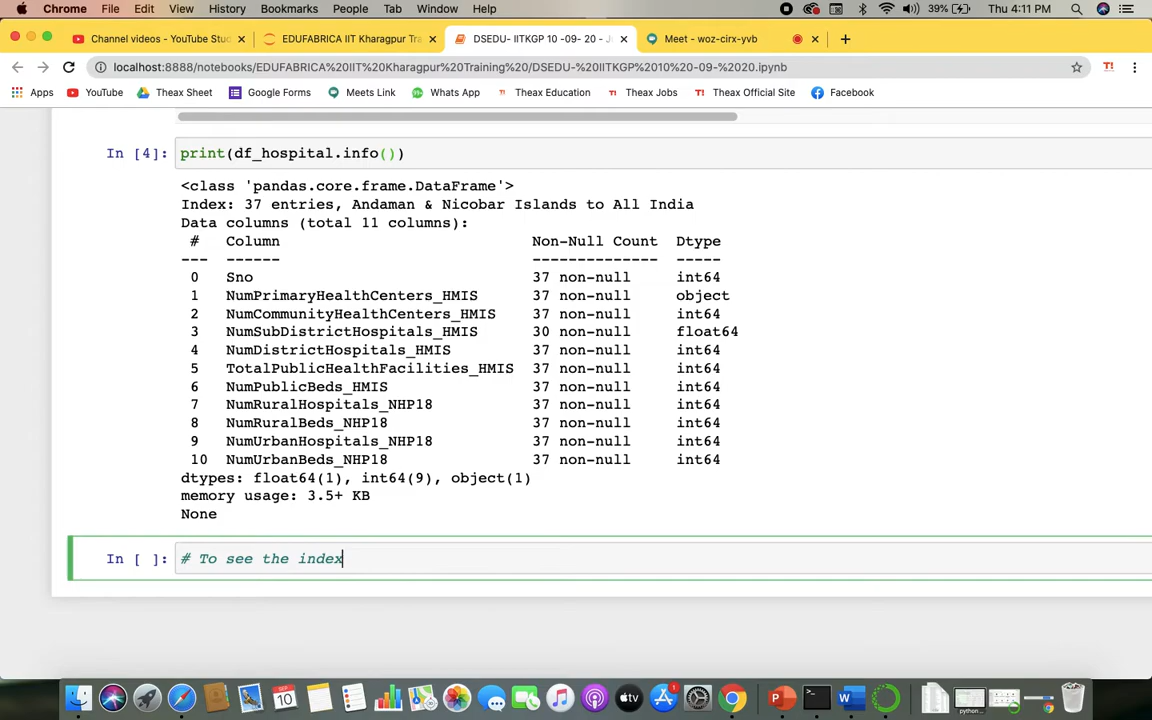 Chrome File Edit View History Bookmarks People Tab Window Help 39% Thu 4:11 PM
Channel videos - YouTube Stu
EDUFABRICA IIT Kharagpur Tra
DSEDU- IITKGP 10 -09- 20 - J
Meet - woz-cirx-yvb
localhost:8888/notebooks/EDUFABRICA%20IIT%20Kharagpur%20Training%20/DSEDU-%20IITKGP%2010%20-09-%2020.ipynb
Apps YouTube Theax Sheet Google Forms Meets Link Whats App Theax Education Theax Jobs Theax Official Site Facebook
In [4]: print(df_hospital.info())
<class 'pandas.core.frame.DataFrame'>
Index: 37 entries, Andaman & Nicobar Islands to All India
Data columns (total 11 columns):
# Column Non-Null Count Dtype
--- ------ -------------- -----
0 Sno 37 non-null int64
1 NumPrimaryHealthCenters_HMIS 37 non-null object
2 NumCommunityHealthCenters_HMIS 37 non-null int64
3 NumSubDistrictHospitals_HMIS 30 non-null float64
4 NumDistrictHospitals_HMIS 37 non-null int64
5 TotalPublicHealthFacilities_HMIS 37 non-null int64
6 NumPublicBeds_HMIS 37 non-null int64
7 NumRuralHospitals_NHP18 37 non-null int64
8 NumRuralBeds_NHP18 37 non-null int64
9 NumUrbanHospitals_NHP18 37 non-null int64
10 NumUrbanBeds_NHP18 37 non-null int64
dtypes: float64(1), int64(9), object(1)
memory usage: 3.5+ KB
None
In [ ]: # To see the index